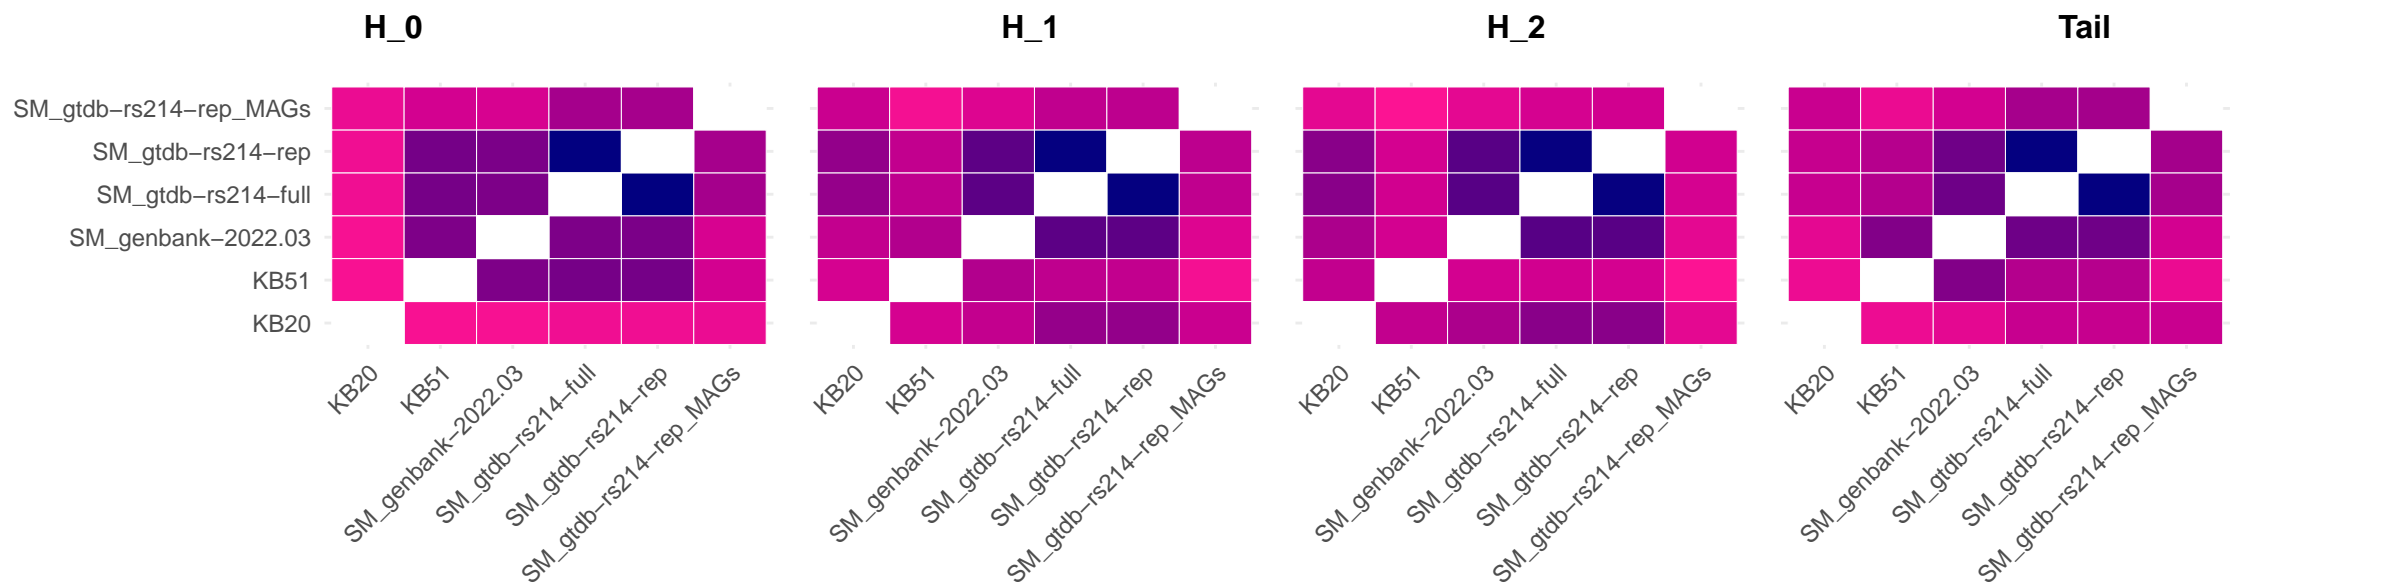 H_0
H_1
H_2
Tail
SM_gtdb−rs214−rep_MAGs
SM_gtdb−rs214−rep
SM_gtdb−rs214−full
SM_genbank−2022.03
KB51
KB20
KB20
KB51
SM_genbank−2022.03
SM_gtdb−rs214−full
SM_gtdb−rs214−rep
SM_gtdb−rs214−rep_MAGs
KB20
KB51
SM_genbank−2022.03
SM_gtdb−rs214−full
SM_gtdb−rs214−rep
SM_gtdb−rs214−rep_MAGs
KB20
KB51
SM_genbank−2022.03
SM_gtdb−rs214−full
SM_gtdb−rs214−rep
SM_gtdb−rs214−rep_MAGs
KB20
KB51
SM_genbank−2022.03
SM_gtdb−rs214−full
SM_gtdb−rs214−rep
SM_gtdb−rs214−rep_MAGs